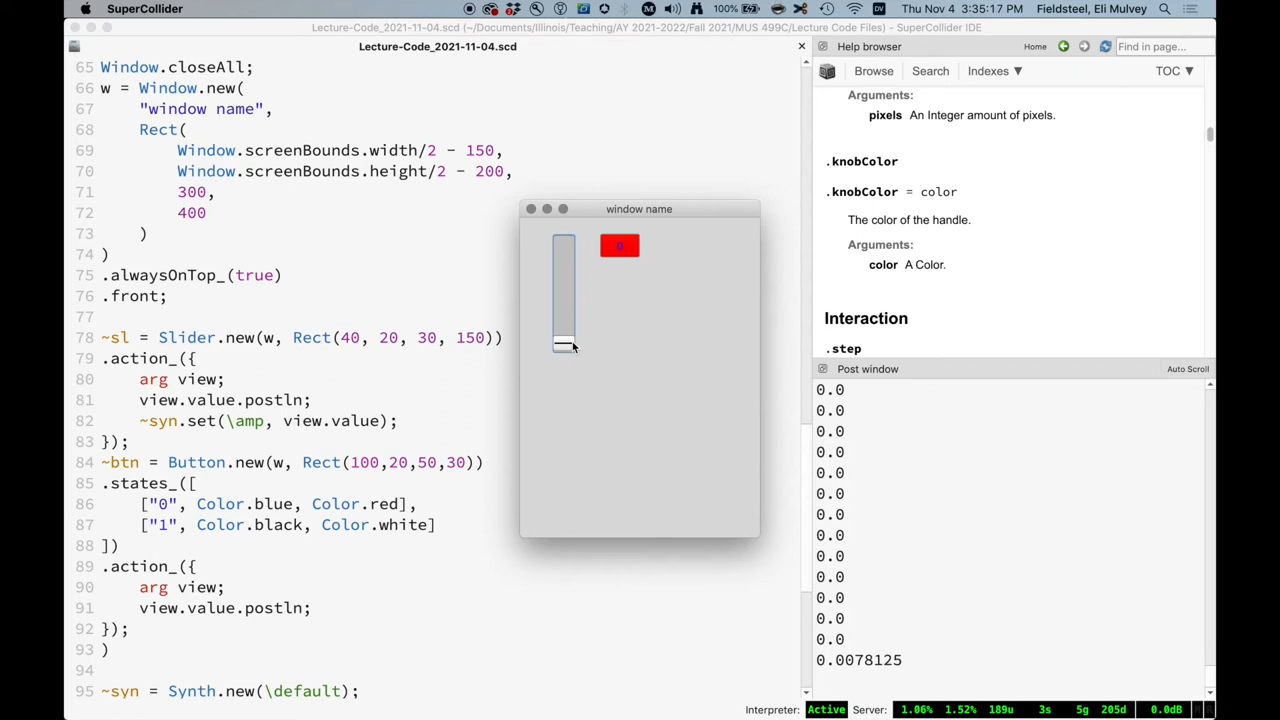 SuperCollider
100%
Thu Nov 4 3:35:17 PM Fieldsteel, Eli Mulvey
Lecture-Code_2021-11-04.scd (~/Documents/Illinois/Teaching/AY 2021-2022/Fall 2021/MUS 499C/Lecture Code Files) - SuperCollider IDE
Lecture-Code_2021-11-04.scd
65 Window.closeAll;
66 w = Window.new(
67 "window name",
68 Rect(
69 Window.screenBounds.width/2 - 150,
70 Window.screenBounds.height/2 - 200,
71 300,
72 400
73 )
74 )
75 .alwaysOnTop_(true)
76 .front;
77
78 ~sl = Slider.new(w, Rect(40, 20, 30, 150))
79 .action_({
80 arg view;
81 view.value.postln;
82 ~syn.set(\amp, view.value);
83 });
84 ~btn = Button.new(w, Rect(100,20,50,30))
85 .states_([
86 ["0", Color.blue, Color.red],
87 ["1", Color.black, Color.white]
88 ])
89 .action_({
90 arg view;
91 view.value.postln;
92 });
93 )
94
95 ~syn = Synth.new(\default);
window name
0
Help browser
Home
Find in page...
Browse Search Indexes ▼ TOC ▼
Arguments:
pixels An Integer amount of pixels.
.knobColor
.knobColor = color
The color of the handle.
Arguments:
color A Color.
Interaction
.step
Post window
Auto Scroll
0.0
0.0
0.0
0.0
0.0
0.0
0.0
0.0
0.0
0.0
0.0
0.0
0.0
0.0078125
Interpreter: Active Server: 1.06% 1.52% 189u 3s 5g 205d 0.0dB M R